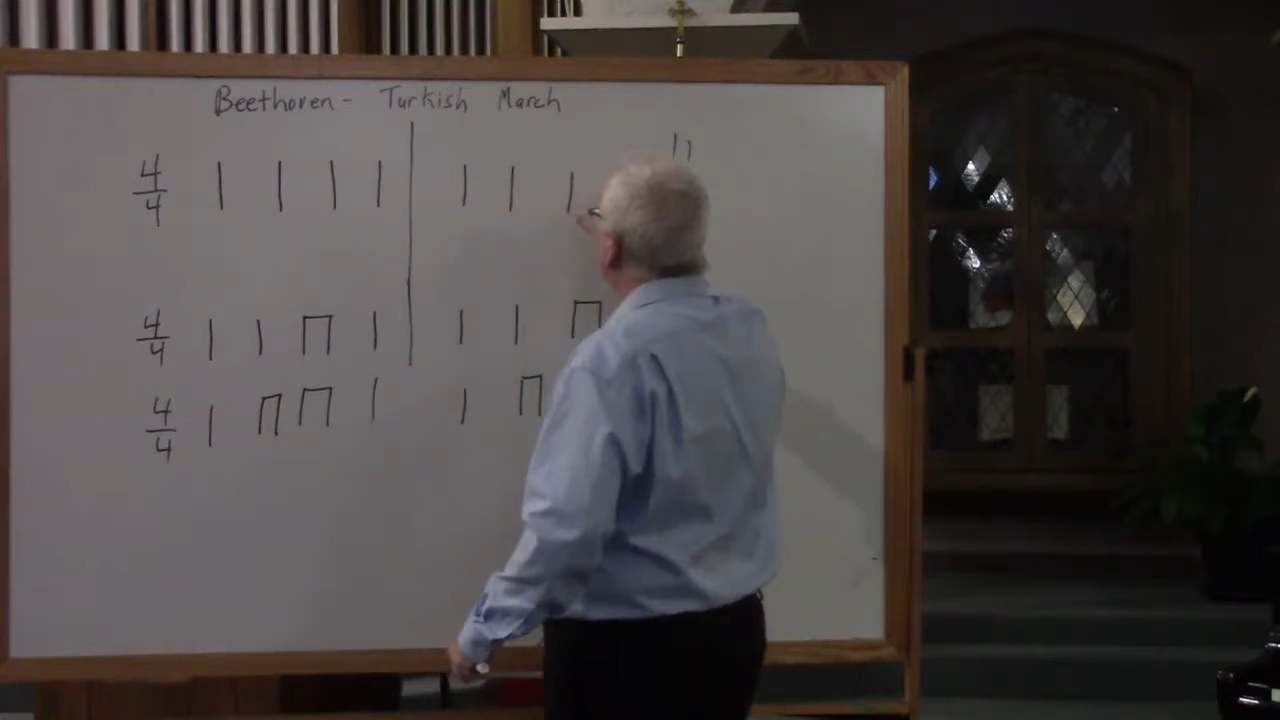 Beethoven - Turkish March
4/4 | | | | | | | |
4/4 | | ⊓ | | | ⊓
4/4 | ⊓ ⊓ | | ⊓